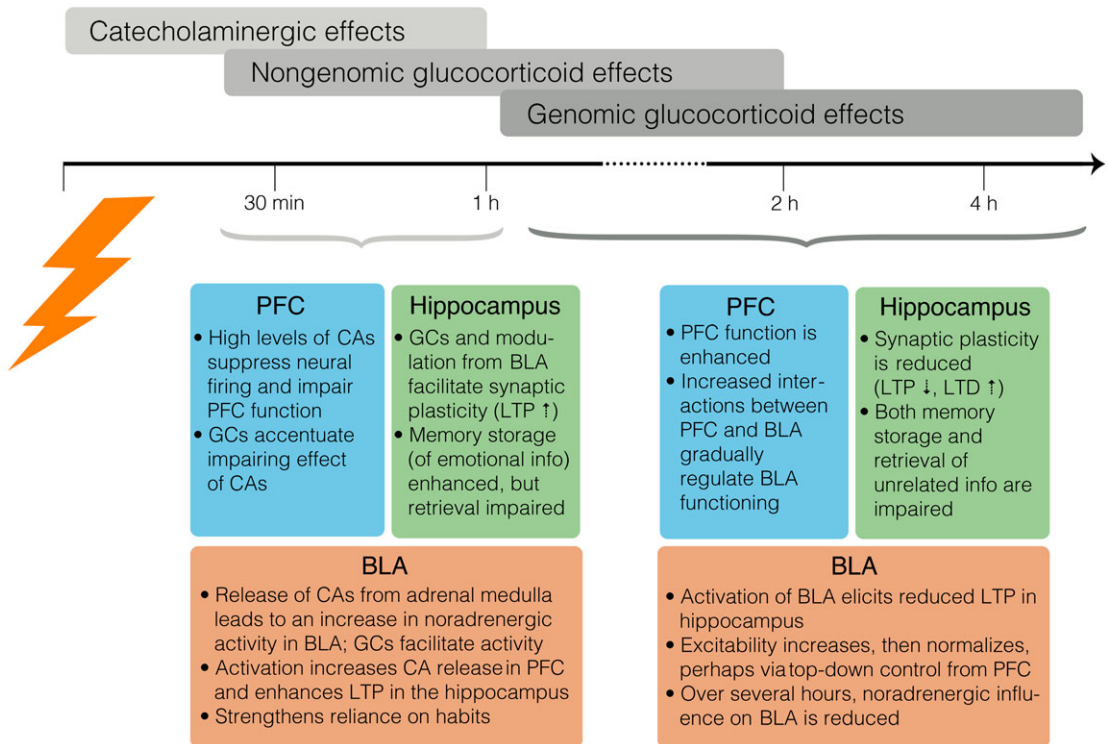 Catecholaminergic effects
Nongenomic glucocorticoid effects
Genomic glucocorticoid effects
30 min
1 h
2 h
4 h
PFC
• High levels of CAs
suppress neural
firing and impair
PFC function
• GCs accentuate
impairing effect
of CAs
Hippocampus
• GCs and modu-
lation from BLA
facilitate synaptic
plasticity (LTP ↑)
• Memory storage
(of emotional info)
enhanced, but
retrieval impaired
BLA
• Release of CAs from adrenal medulla
leads to an increase in noradrenergic
activity in BLA; GCs facilitate activity
• Activation increases CA release in PFC
and enhances LTP in the hippocampus
• Strengthens reliance on habits
PFC
• PFC function is
enhanced
• Increased inter-
actions between
PFC and BLA
gradually
regulate BLA
functioning
Hippocampus
• Synaptic plasticity
is reduced
(LTP ↓, LTD ↑)
• Both memory
storage and
retrieval of
unrelated info are
impaired
BLA
• Activation of BLA elicits reduced LTP in
hippocampus
• Excitability increases, then normalizes,
perhaps via top-down control from PFC
• Over several hours, noradrenergic influ-
ence on BLA is reduced